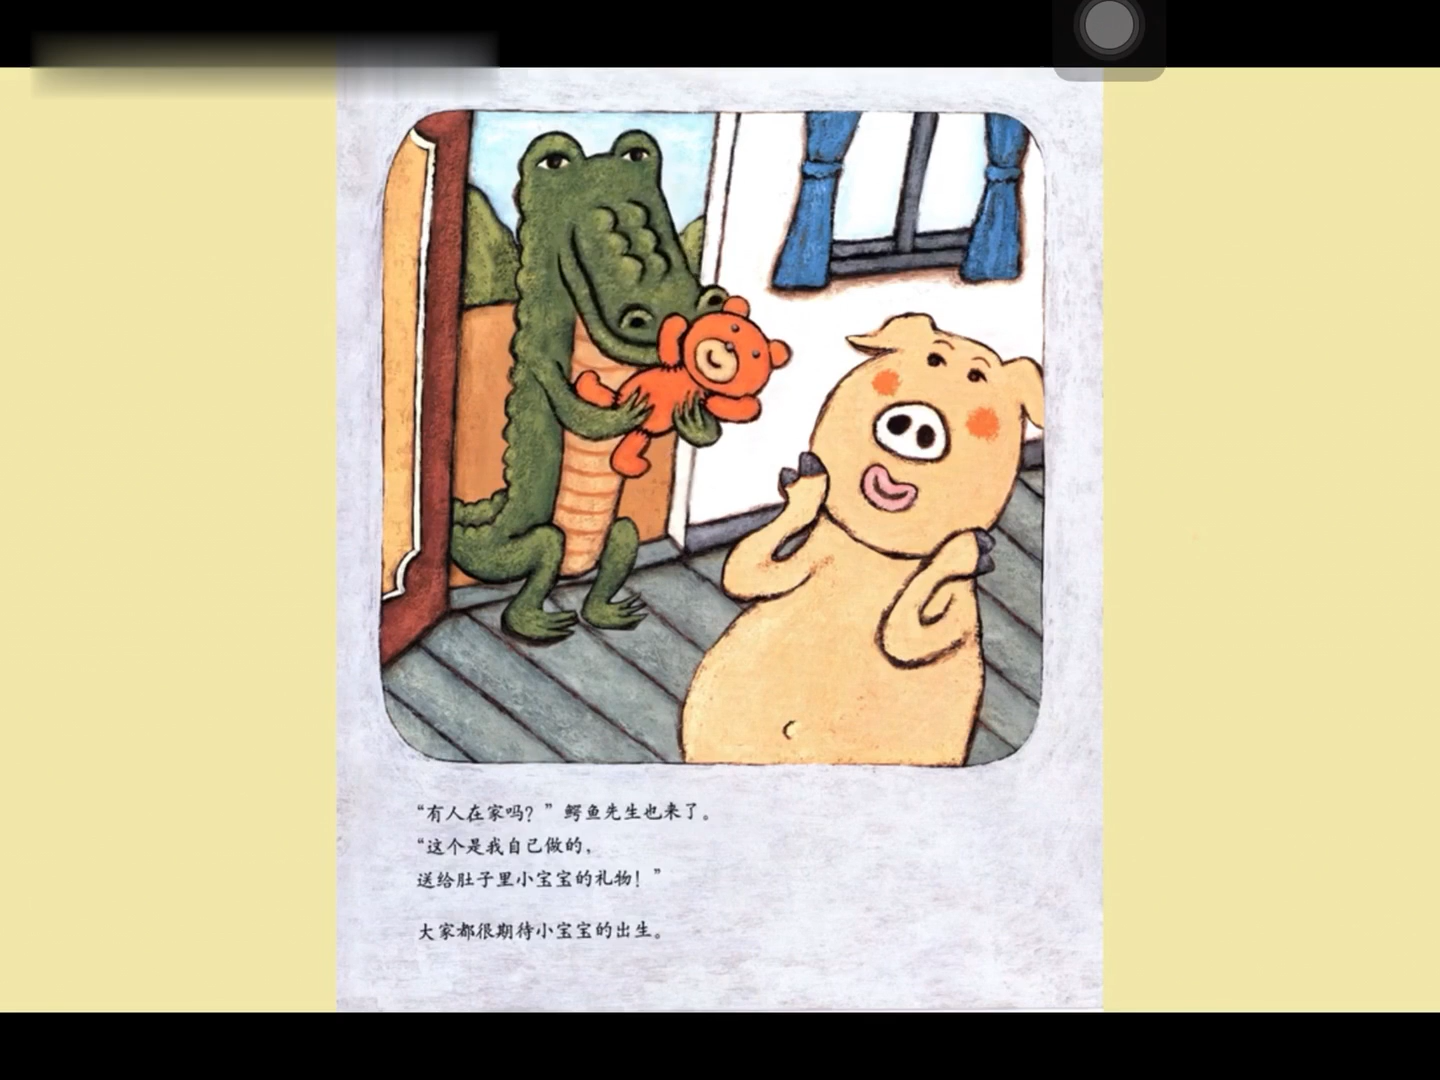 “有人在家吗？”鳄鱼先生也来了。
“这个是我自己做的，
送给肚子里小宝宝的礼物！”
大家都很期待小宝宝的出生。